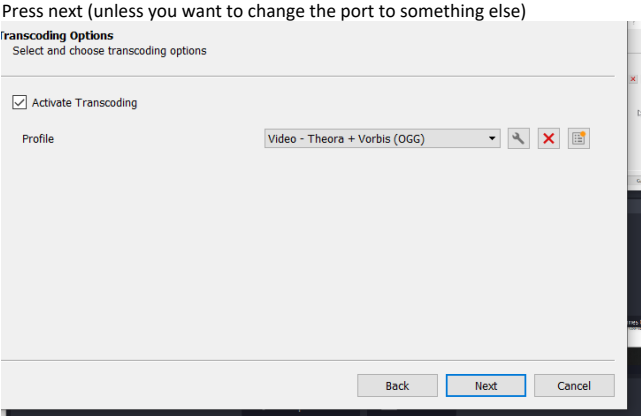 Press next (unless you want to change the port to something else)
Transcoding Options
Select and choose transcoding options
Activate Transcoding
Profile
Video - Theora + Vorbis (OGG)
Back
Next
Cancel